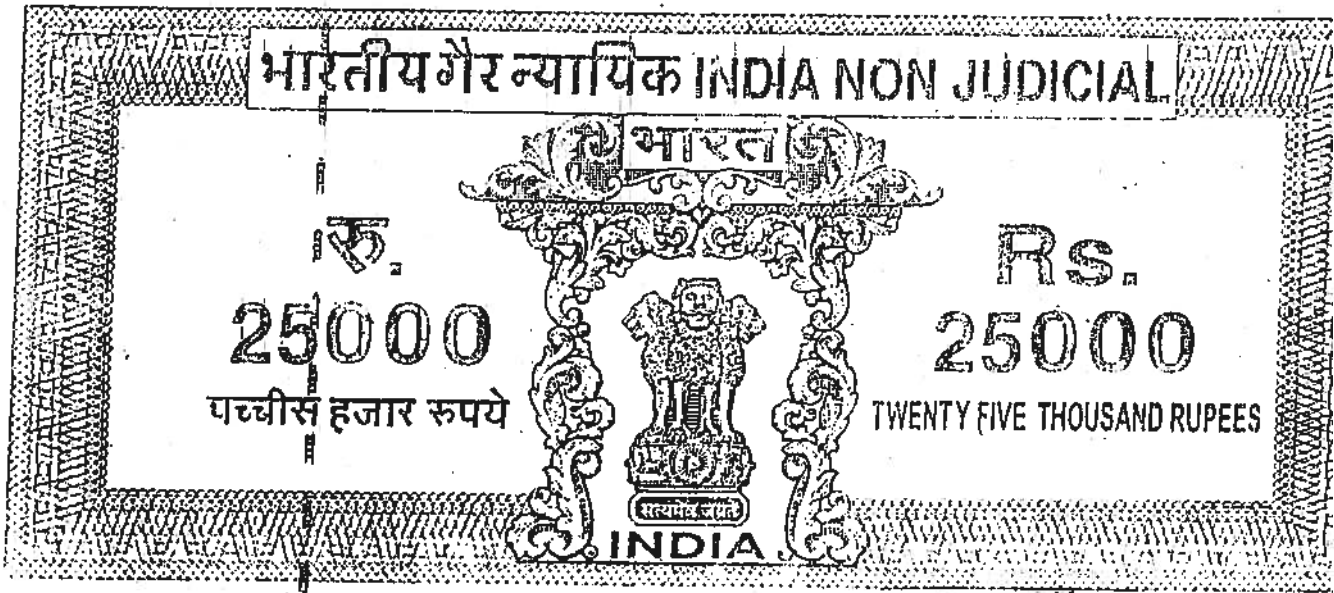 भारतीय गैर न्यायिक INDIA NON JUDICIAL
भारत
रु.
25000
पच्चीस हजार रुपये
Rs.
25000
TWENTY FIVE THOUSAND RUPEES
सत्यमेव जयते
INDIA